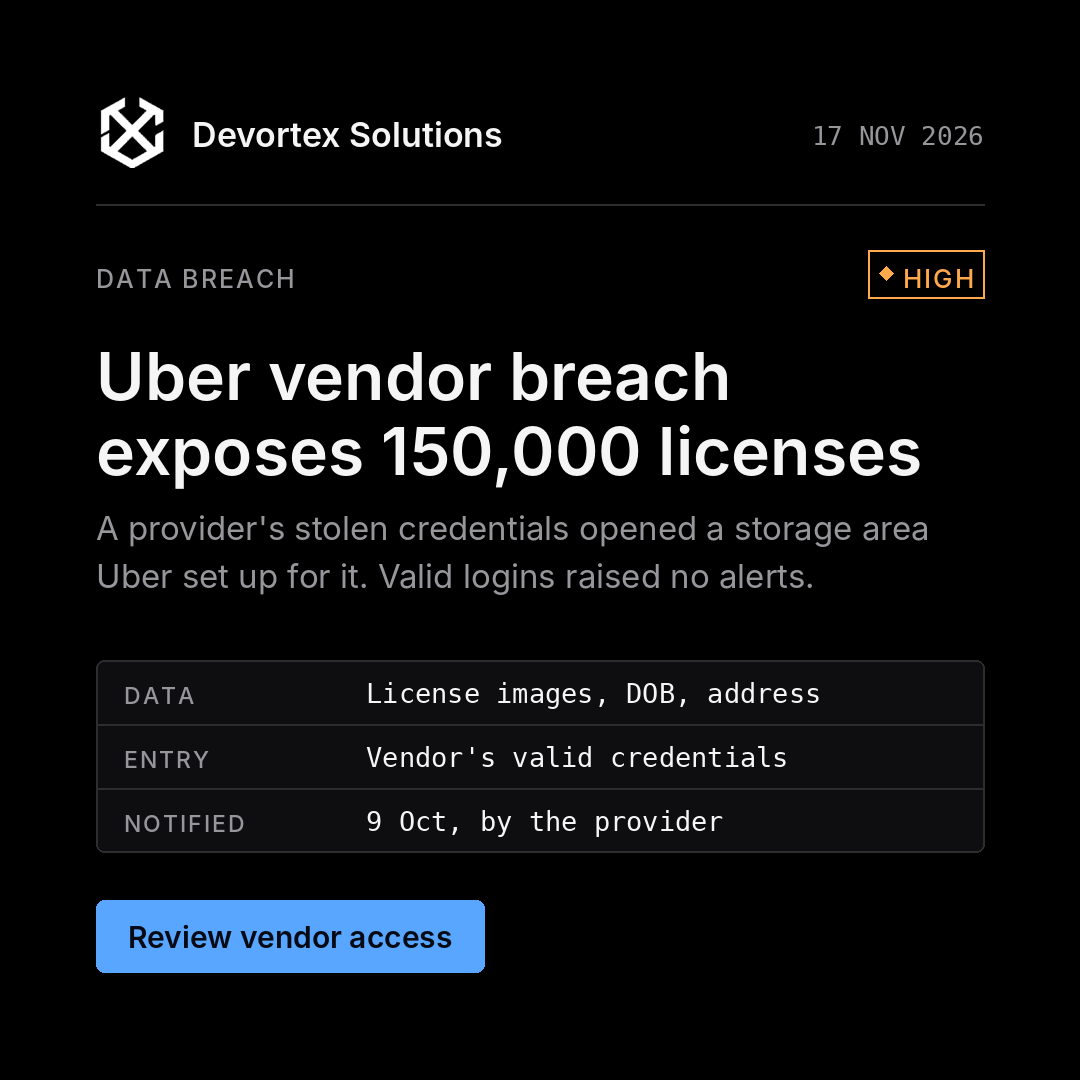 Devortex Solutions
17 NOV 2026
DATA BREACH
HIGH
Uber vendor breach
exposes 150,000 licenses
A provider's stolen credentials opened a storage area
Uber set up for it. Valid logins raised no alerts.
DATA License images, DOB, address
ENTRY Vendor's valid credentials
NOTIFIED 9 Oct, by the provider
Review vendor access